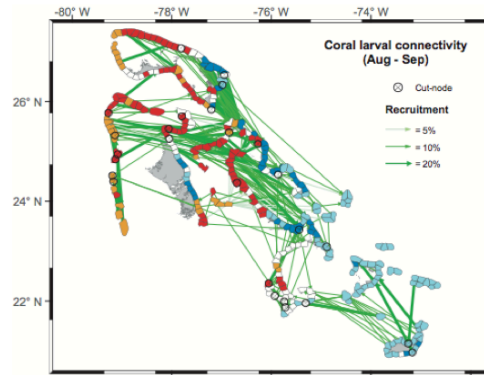 -80° W -78° W -76° W -74° W
Coral larval connectivity
(Aug - Sep)
Cut-node
Recruitment
= 5%
= 10%
= 20%
26° N
24° N
22° N